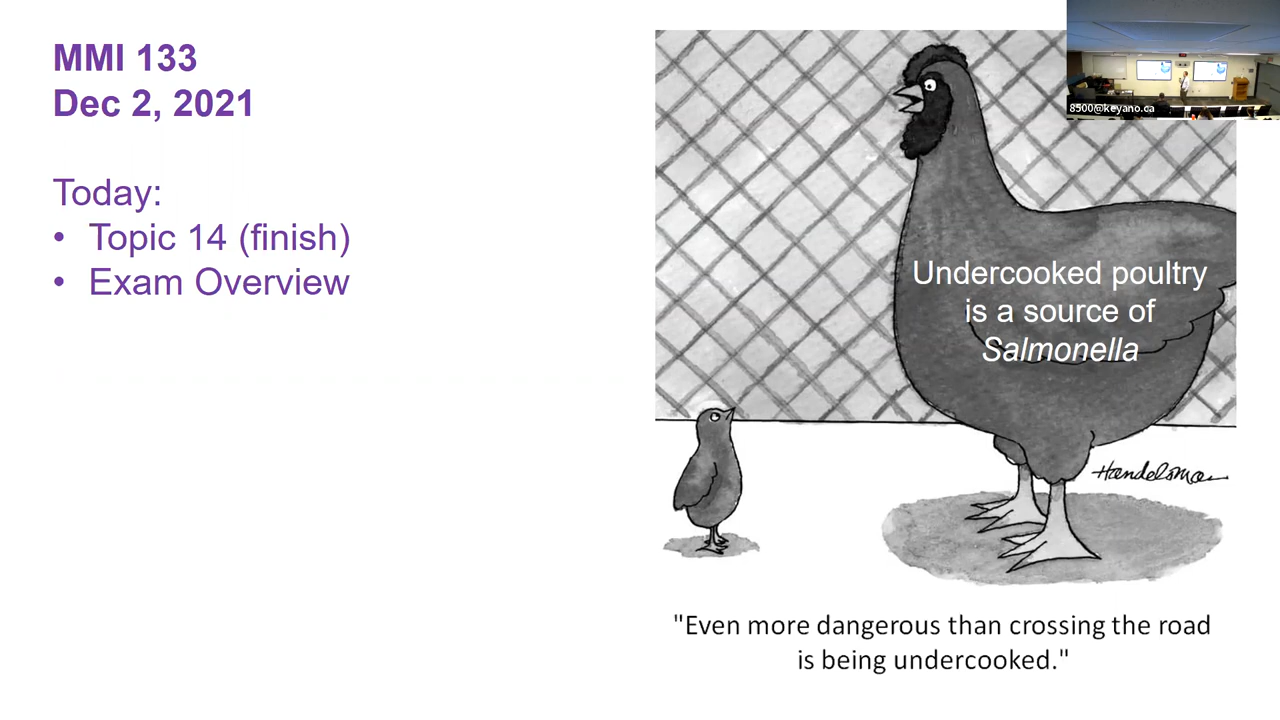 MMI 133
Dec 2, 2021
Today:
• Topic 14 (finish)
• Exam Overview
8500@keyano.ca
Undercooked poultry
is a source of
Salmonella
Handelsman
"Even more dangerous than crossing the road
is being undercooked."